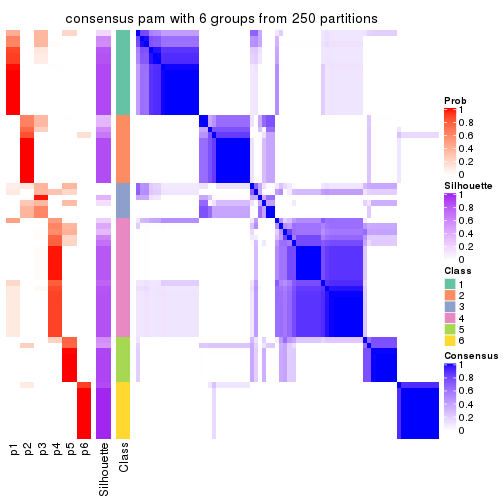 consensus pam with 6 groups from 250 partitions
Prob
1
0.8
0.6
0.4
0.2
0
Silhouette
1
0.8
0.6
0.4
0.2
0
Class
1
2
3
4
5
6
Consensus
1
0.8
0.6
0.4
0.2
0
p1
p2
p3
p4
p5
p6
Silhouette
Class